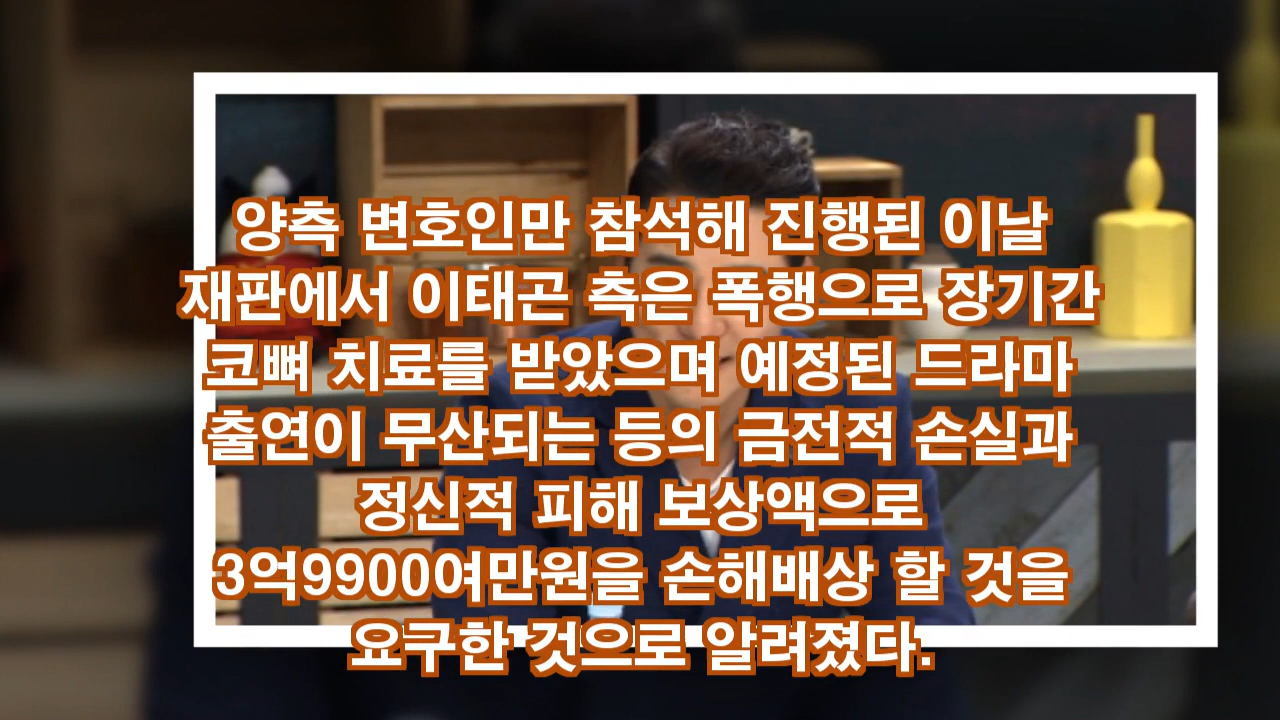 양측 변호인만 참석해 진행된 이날
재판에서 이태곤 측은 폭행으로 장기간
코뼈 치료를 받았으며 예정된 드라마
출연이 무산되는 등의 금전적 손실과
정신적 피해 보상액으로
3억9900여만원을 손해배상 할 것을
요구한 것으로 알려졌다.